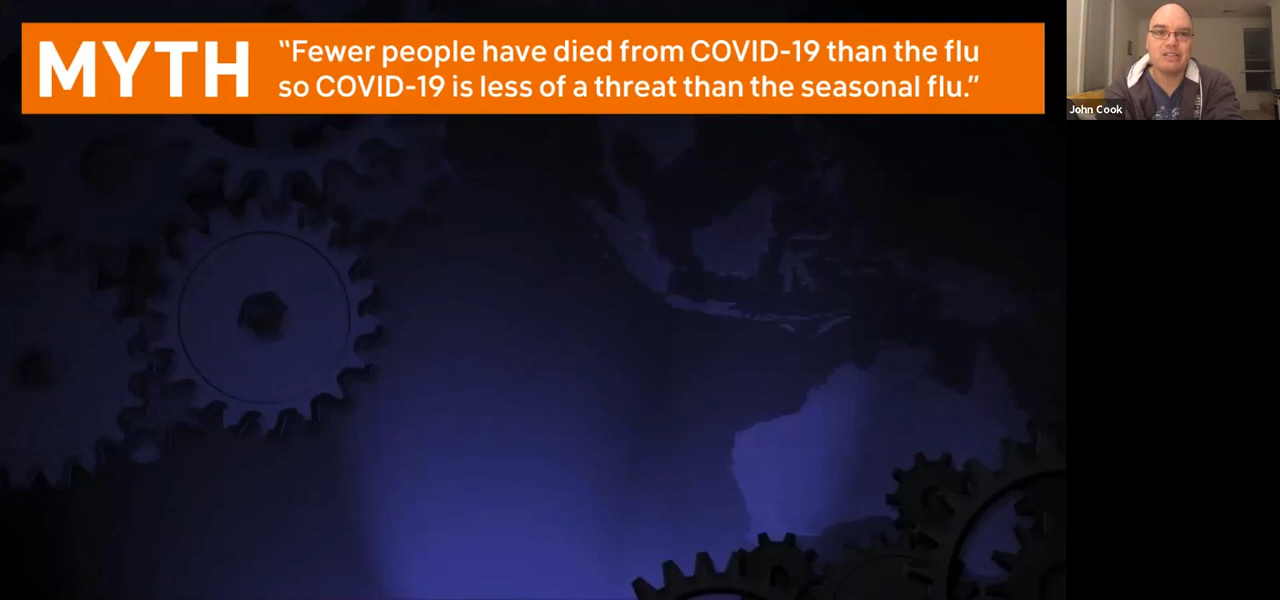 MYTH
“Fewer people have died from COVID-19 than the flu
so COVID-19 is less of a threat than the seasonal flu.”
John Cook